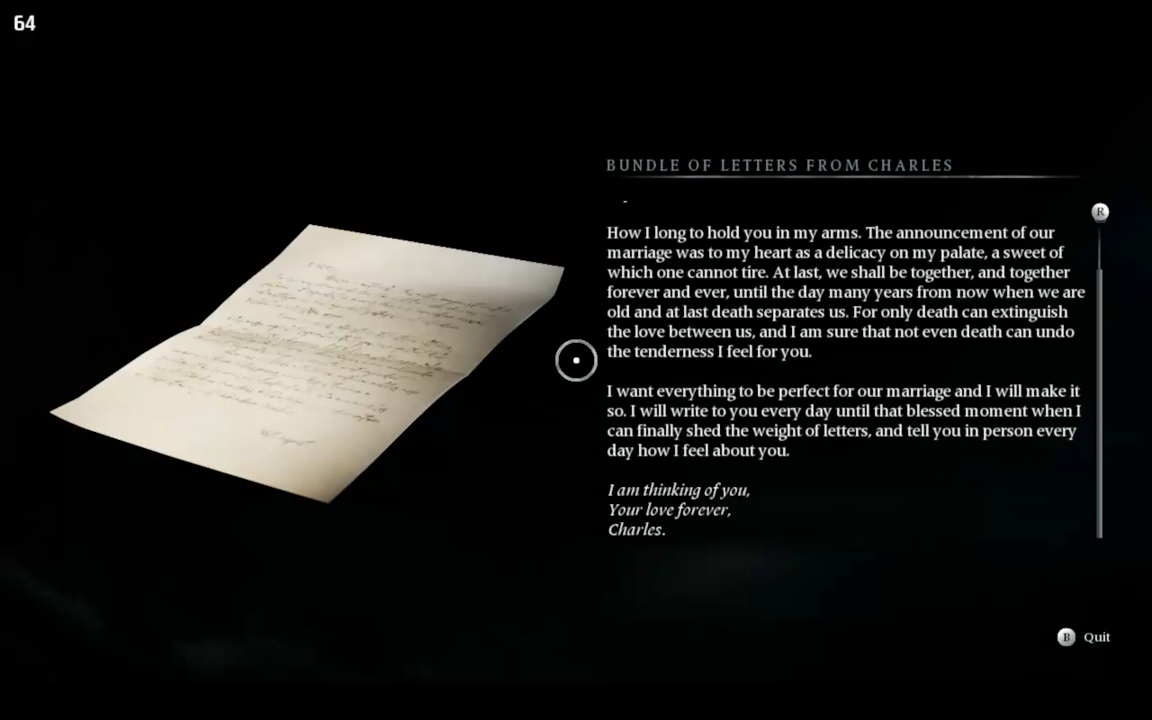 64
BUNDLE OF LETTERS FROM CHARLES
R
How I long to hold you in my arms. The announcement of our
marriage was to my heart as a delicacy on my palate, a sweet of
which one cannot tire. At last, we shall be together, and together
forever and ever, until the day many years from now when we are
old and at last death separates us. For only death can extinguish
the love between us, and I am sure that not even death can undo
the tenderness I feel for you.
I want everything to be perfect for our marriage and I will make it
so. I will write to you every day until that blessed moment when I
can finally shed the weight of letters, and tell you in person every
day how I feel about you.
I am thinking of you,
Your love forever,
Charles.
B Quit